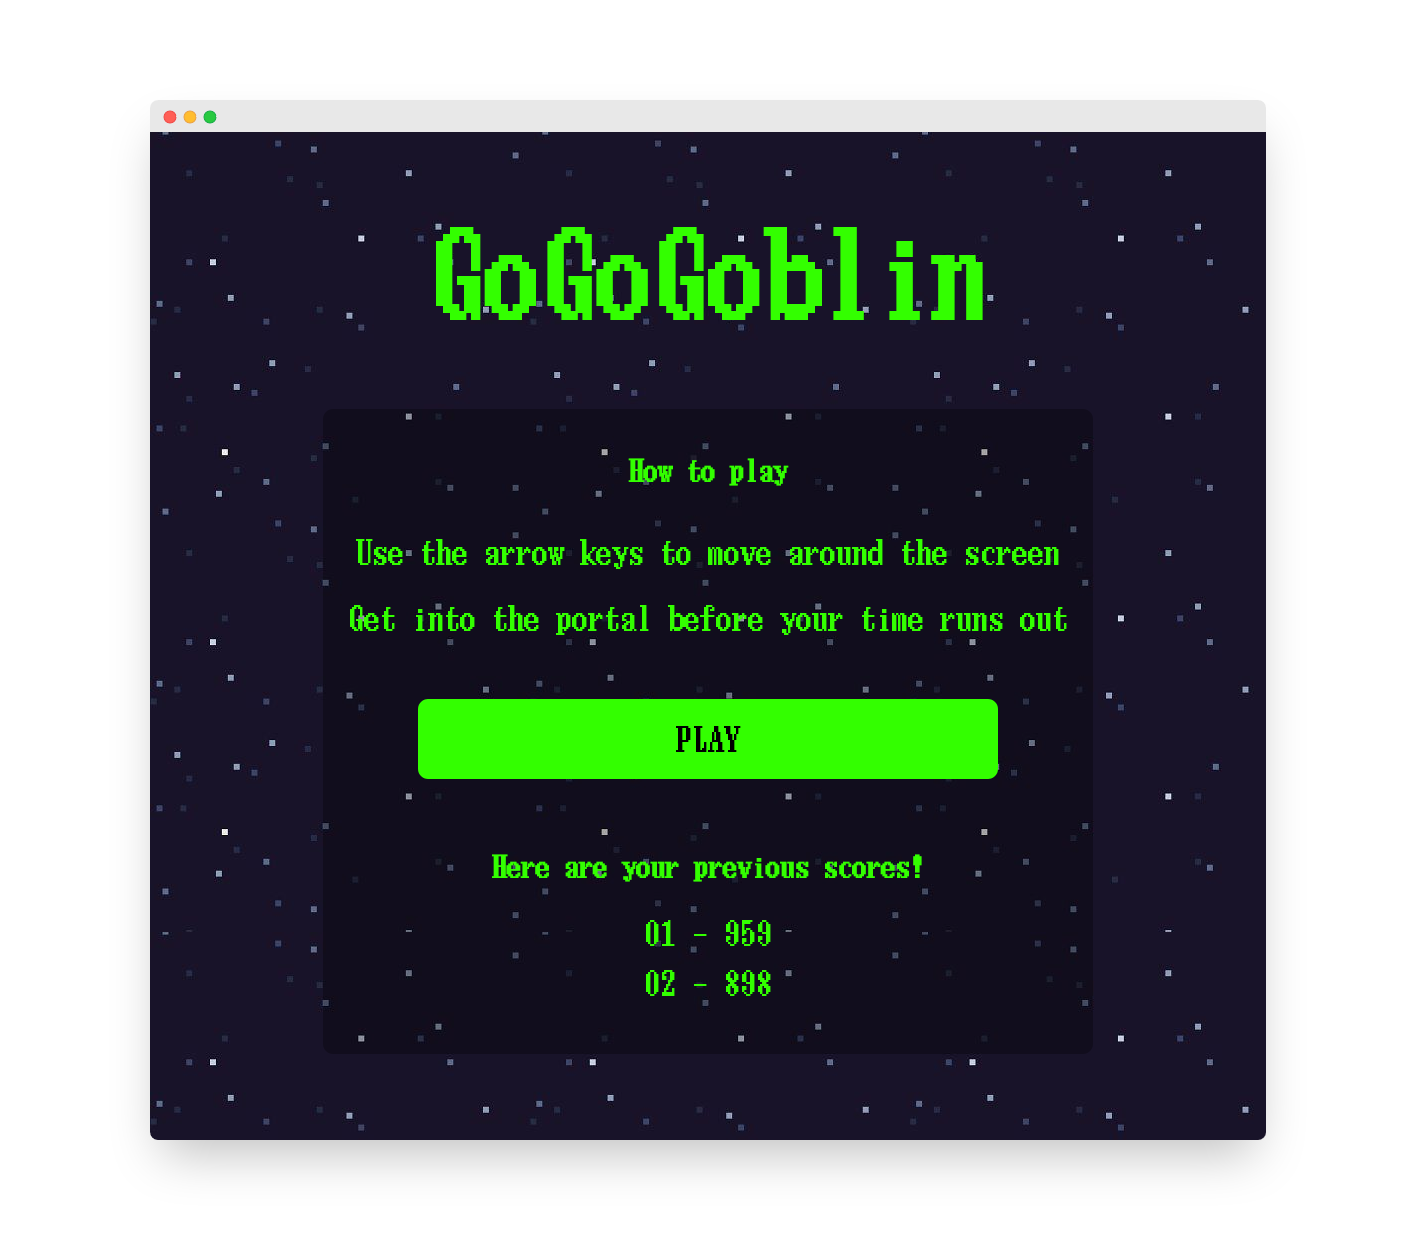 GoGoGoblin
How to play
Use the arrow keys to move around the screen
Get into the portal before your time runs out
PLAY
Here are your previous scores!
01 - 959
02 - 898